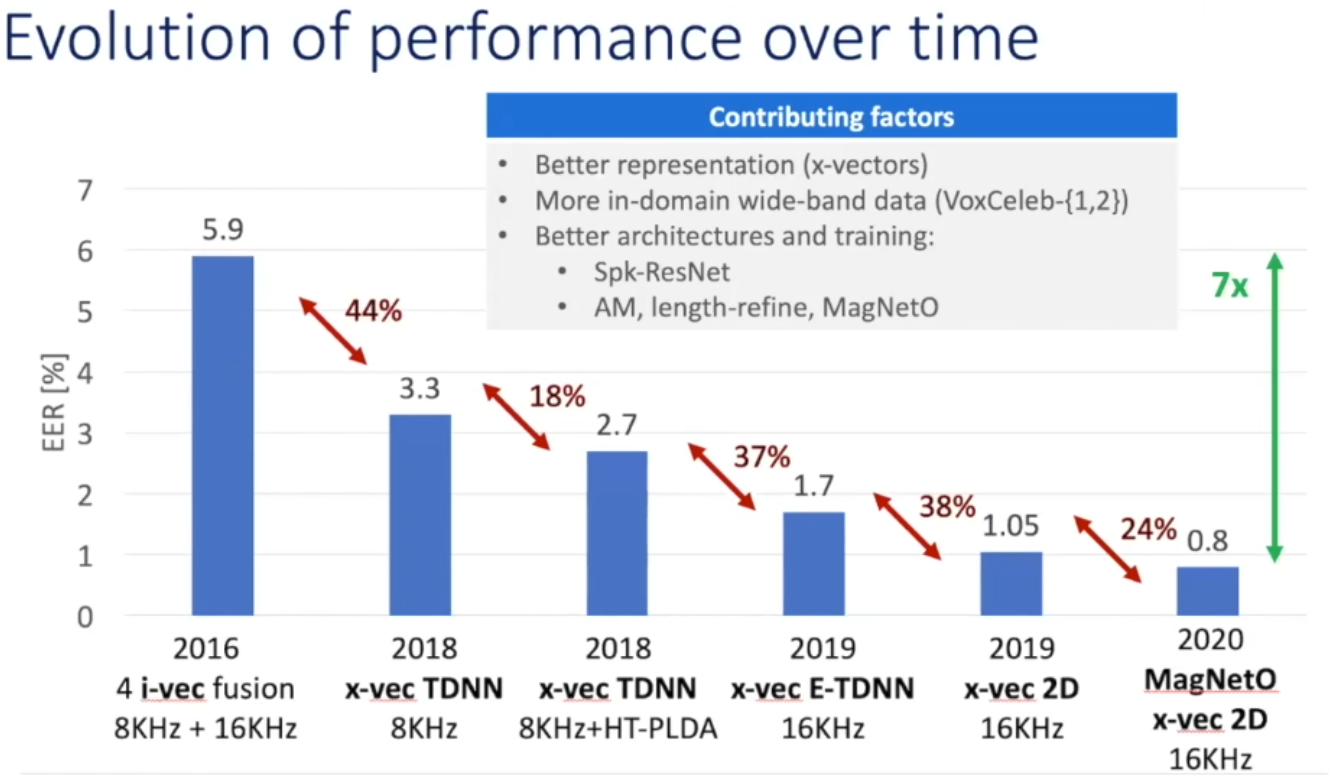 Evolution of performance over time
Contributing factors
• Better representation (x-vectors)
• More in-domain wide-band data (VoxCeleb-{1,2})
• Better architectures and training:
• Spk-ResNet
• AM, length-refine, MagNetO
7x
EER [%]
7
6
5
4
3
2
1
0
5.9
44%
3.3
18%
2.7
37%
1.7
38%
1.05
24%
0.8
2016
4 i-vec fusion
8KHz + 16KHz
2018
x-vec TDNN
8KHz
2018
x-vec TDNN
8KHz+HT-PLDA
2019
x-vec E-TDNN
16KHz
2019
x-vec 2D
16KHz
2020
MagNetO
x-vec 2D
16KHz